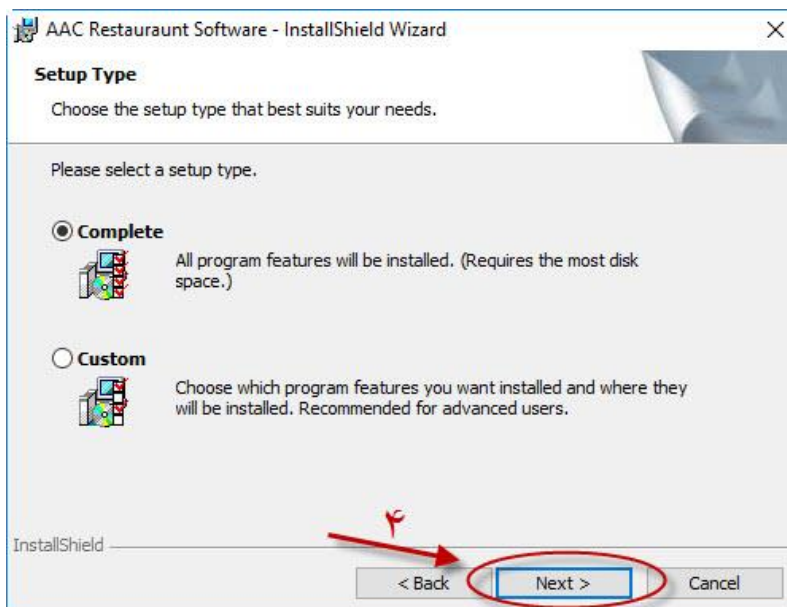 AAC Restauraunt Software - InstallShield Wizard
Setup Type
Choose the setup type that best suits your needs.
Please select a setup type.
Complete
All program features will be installed. (Requires the most disk
space.)
Custom
Choose which program features you want installed and where they
will be installed. Recommended for advanced users.
۴
InstallShield
< Back Next > Cancel